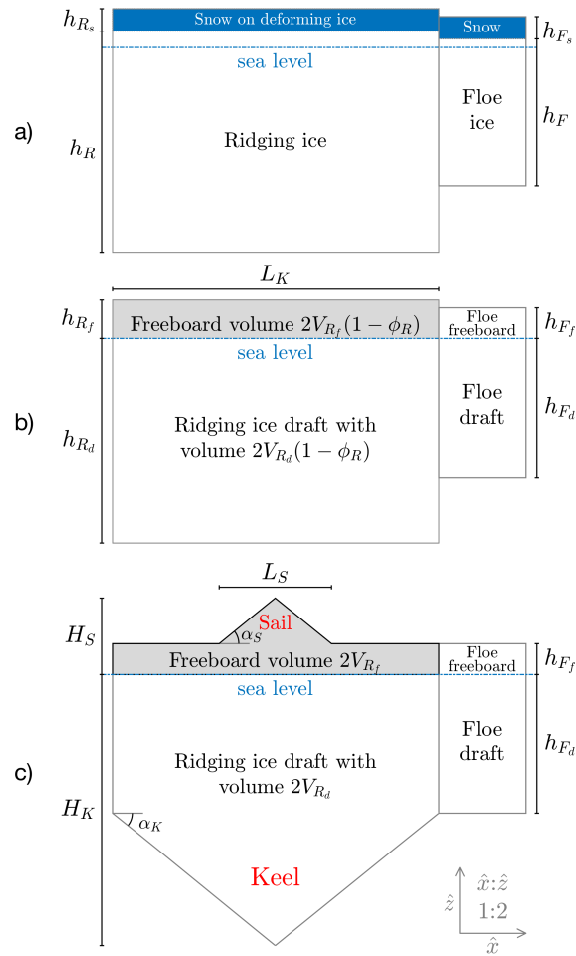 a)
h_{R_s}
Snow on deforming ice
Snow
h_{F_s}
sea level
Floe
ice
h_F
Ridging ice
h_R
b)
L_K
h_{R_f}
Freeboard volume 2V_{R_f}(1 − ϕ_R)
Floe
freeboard
h_{F_f}
sea level
Floe
draft
h_{F_d}
h_{R_d}
Ridging ice draft with
volume 2V_{R_d}(1 − ϕ_R)
c)
L_S
H_S
Sail
α_S
Freeboard volume 2V_{R_f}
Floe
freeboard
h_{F_f}
sea level
Floe
draft
h_{F_d}
Ridging ice draft with
volume 2V_{R_d}
H_K
α_K
Keel
x̂:ẑ
1:2
ẑ
x̂